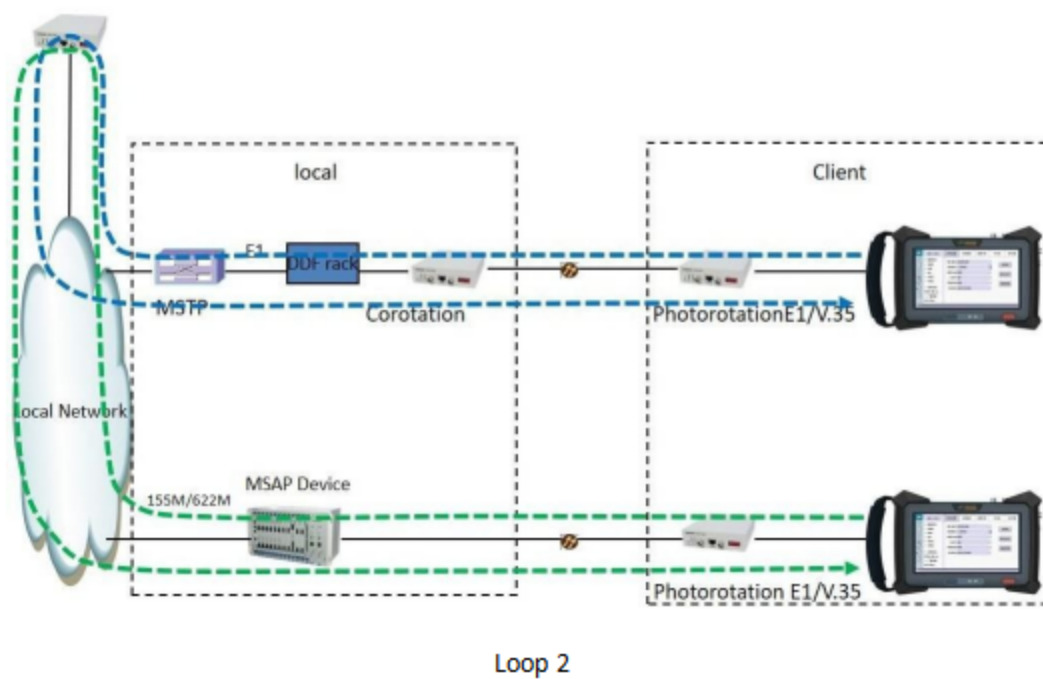 local
Client
E1
DDF rack
MSTP
Corotation
PhotorotationE1/V.35
Local Network
MSAP Device
155M/622M
Photorotation E1/V.35
Loop 2